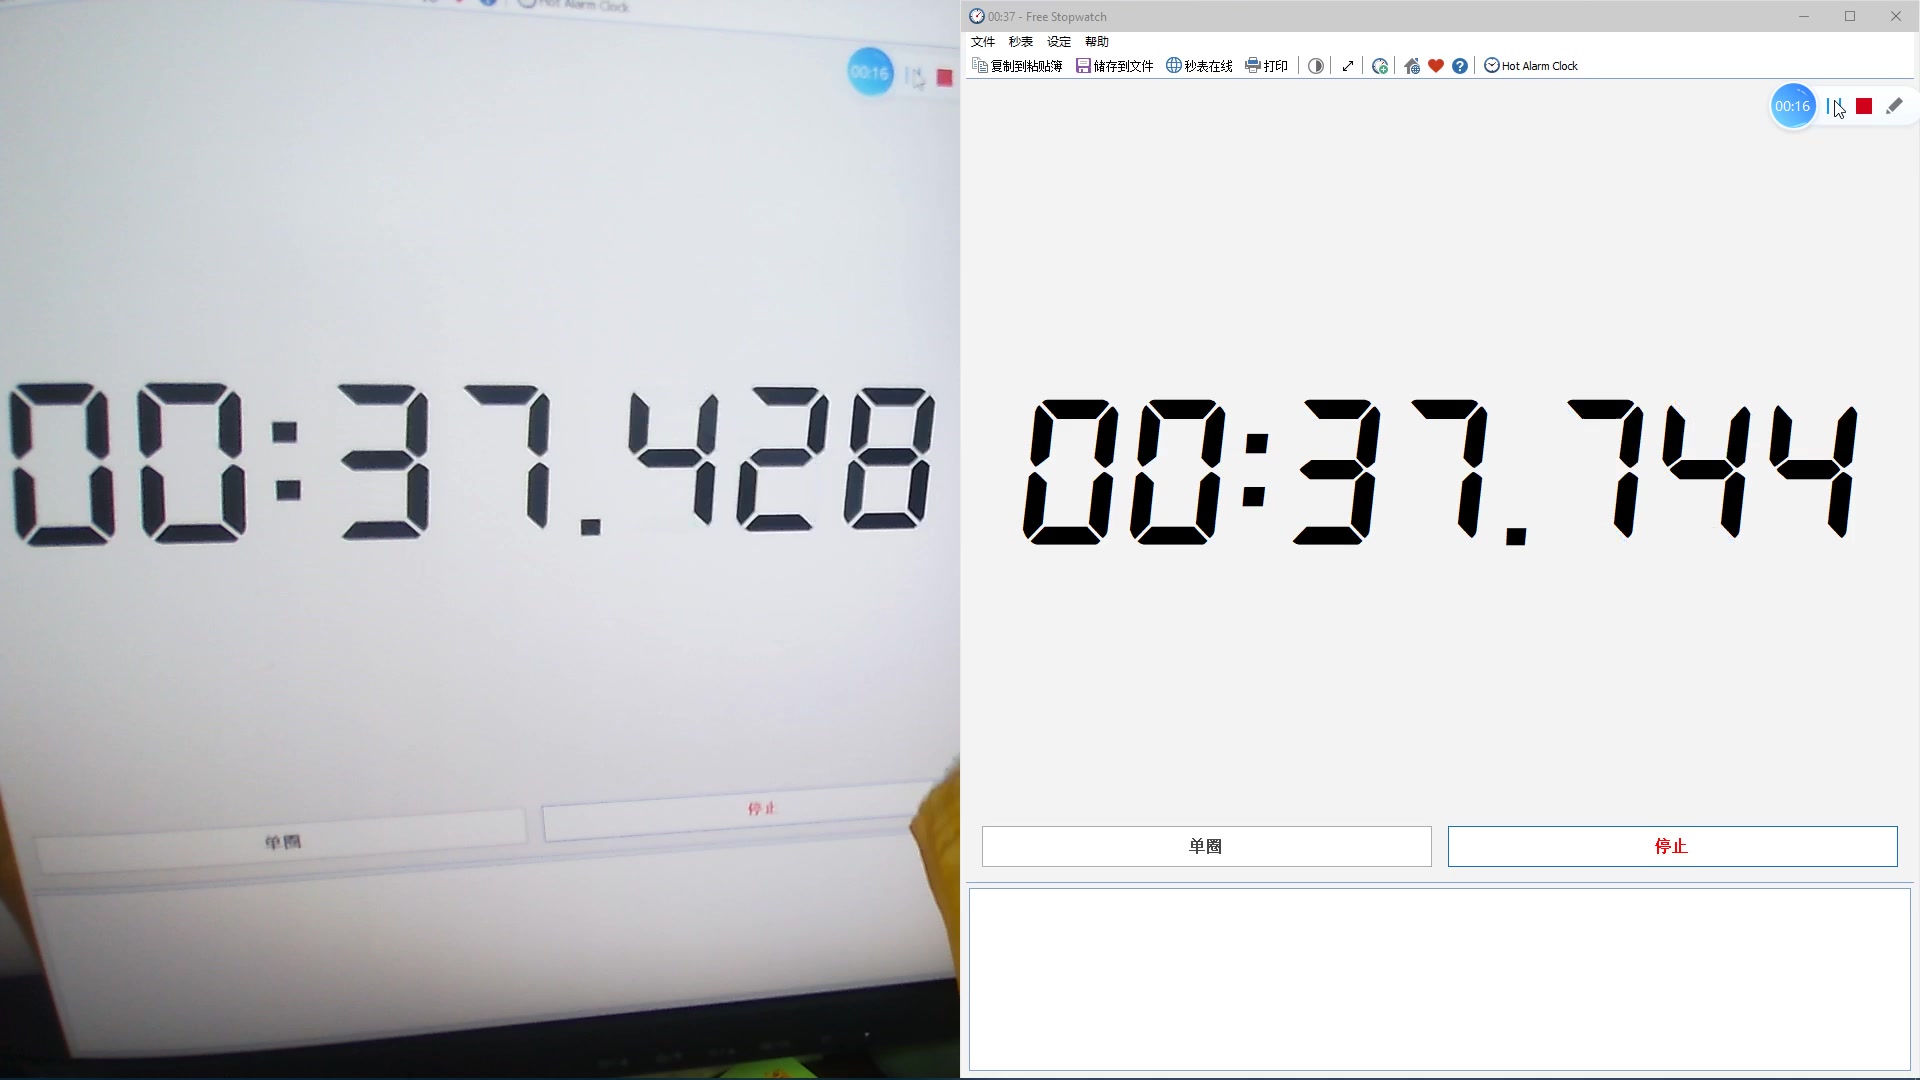 Hot Alarm Clock
00:16
00:37.428
单圈
停止
00:37 - Free Stopwatch
文件 秒表 设定 帮助
复制到粘贴簿 储存到文件 秒表在线 打印 Hot Alarm Clock
00:16
00:37.744
单圈 停止